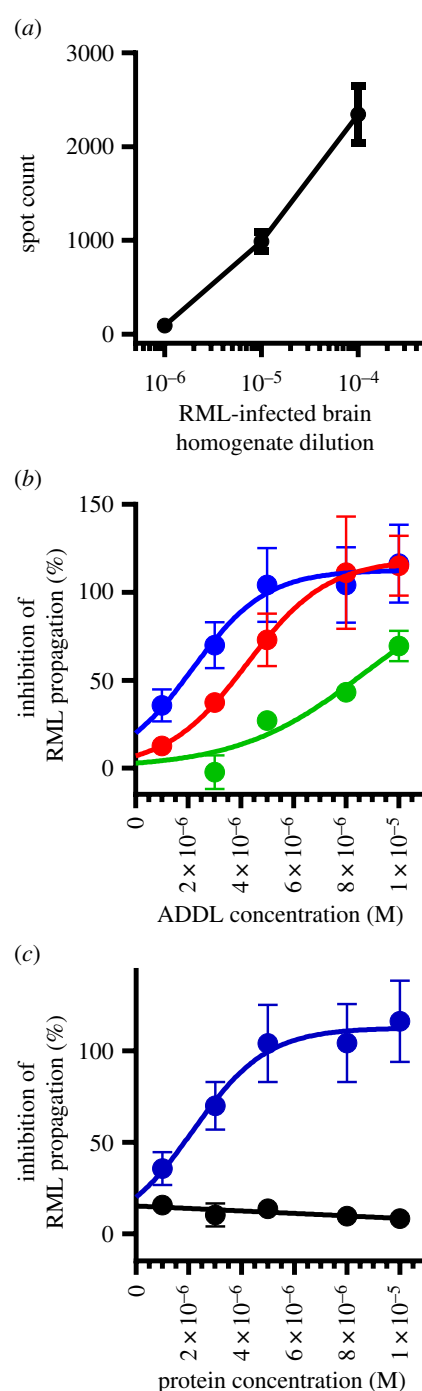 (a)
3000
2000
1000
0
spot count
10⁻⁶ 10⁻⁵ 10⁻⁴
RML-infected brain
homogenate dilution
(b)
150
100
50
0
inhibition of
RML propagation (%)
0
2 × 10⁻⁶
4 × 10⁻⁶
6 × 10⁻⁶
8 × 10⁻⁶
1 × 10⁻⁵
ADDL concentration (M)
(c)
100
50
0
inhibition of
RML propagation (%)
0
2 × 10⁻⁶
4 × 10⁻⁶
6 × 10⁻⁶
8 × 10⁻⁶
1 × 10⁻⁵
protein concentration (M)